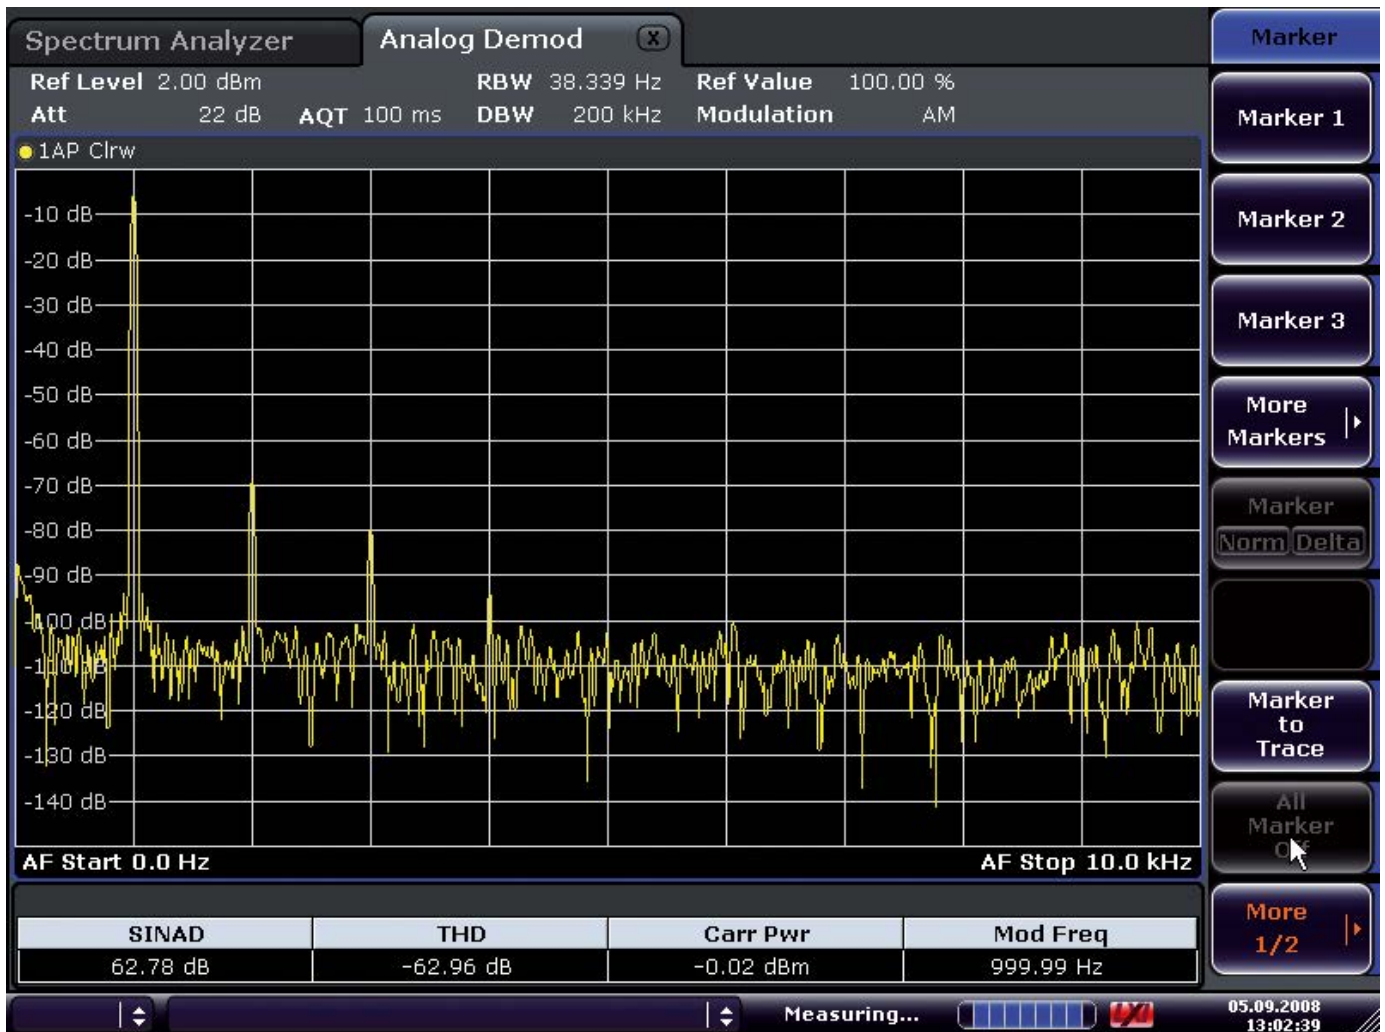 Spectrum Analyzer
Analog Demod
X
Ref Level 2.00 dBm
RBW 38.339 Hz
Ref Value 100.00 %
Att 22 dB
AQT 100 ms
DBW 200 kHz
Modulation AM
1AP Clrw
-10 dB
-20 dB
-30 dB
-40 dB
-50 dB
-60 dB
-70 dB
-80 dB
-90 dB
-100 dB
-110 dB
-120 dB
-130 dB
-140 dB
AF Start 0.0 Hz
AF Stop 10.0 kHz
SINAD
THD
Carr Pwr
Mod Freq
62.78 dB
-62.96 dB
-0.02 dBm
999.99 Hz
Marker
Marker 1
Marker 2
Marker 3
More
Markers
Marker
Norm Delta
Marker
to
Trace
All
Marker
Off
More
1/2
Measuring...
LXI
05.09.2008
13:02:39